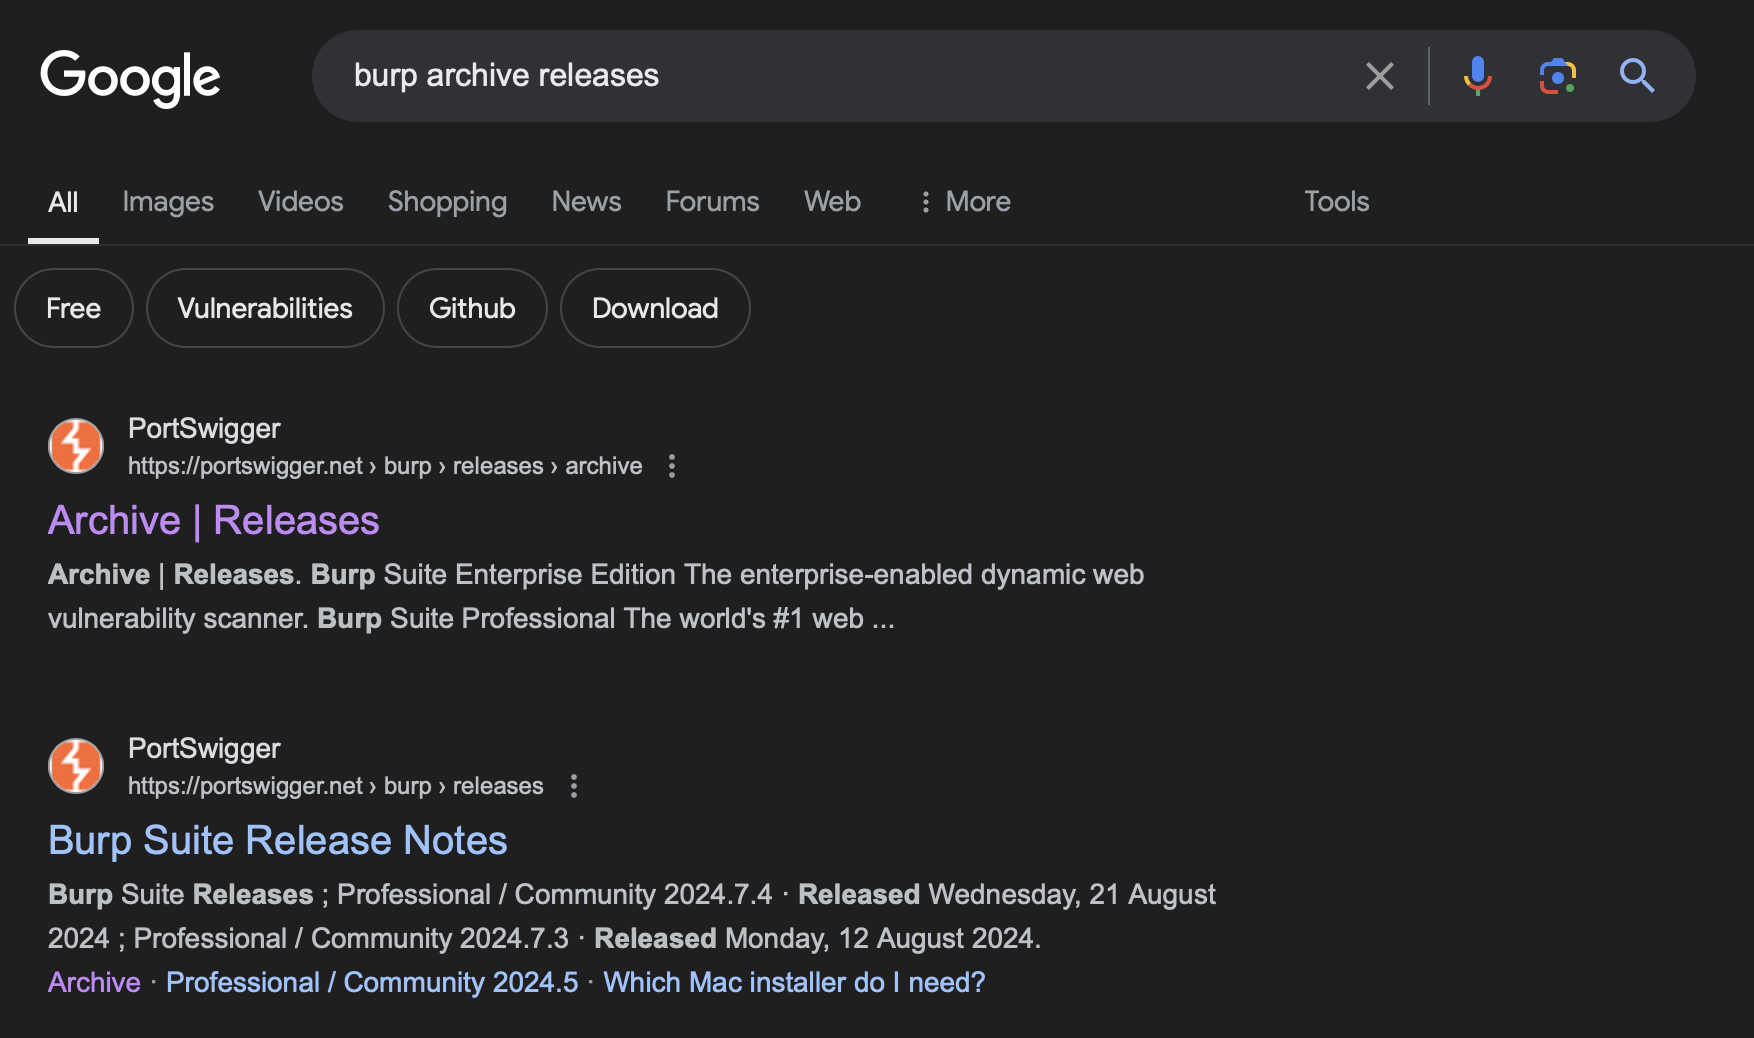 Google
burp archive releases
All Images Videos Shopping News Forums Web More Tools
Free Vulnerabilities Github Download
PortSwigger
https://portswigger.net › burp › releases › archive
Archive | Releases
Archive | Releases. Burp Suite Enterprise Edition The enterprise-enabled dynamic web
vulnerability scanner. Burp Suite Professional The world's #1 web ...
PortSwigger
https://portswigger.net › burp › releases
Burp Suite Release Notes
Burp Suite Releases ; Professional / Community 2024.7.4 · Released Wednesday, 21 August
2024 ; Professional / Community 2024.7.3 · Released Monday, 12 August 2024.
Archive · Professional / Community 2024.5 · Which Mac installer do I need?